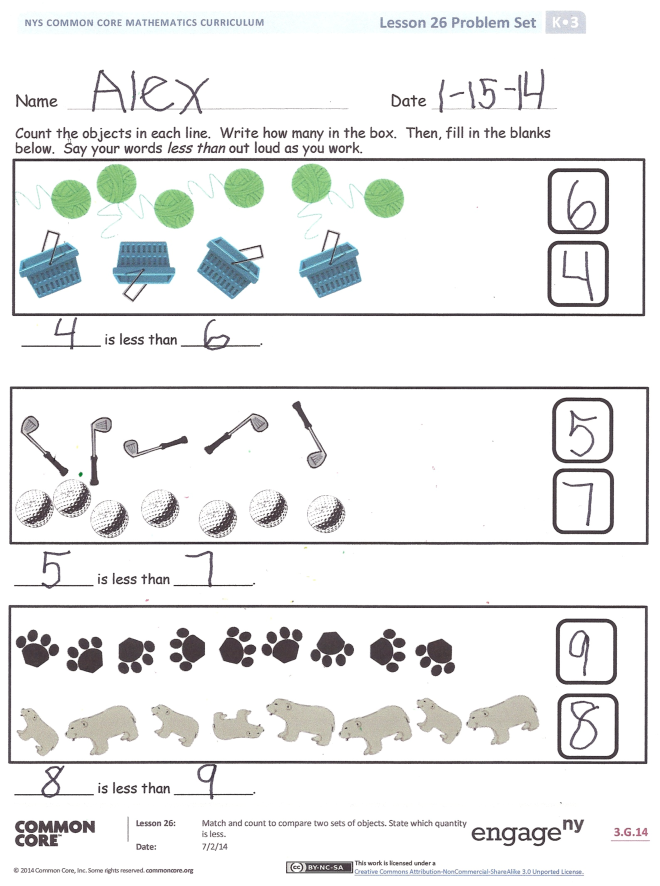 NYS COMMON CORE MATHEMATICS CURRICULUM Lesson 26 Problem Set K•3
Name Alex Date 1-15-14
Count the objects in each line. Write how many in the box. Then, fill in the blanks
below. Say your words less than out loud as you work.
6
4
4 is less than 6.
5
7
5 is less than 7.
9
8
8 is less than 9.
COMMON CORE™
Lesson 26: Match and count to compare two sets of objects. State which quantity
is less.
Date: 7/2/14
engage ny
3.G.14
© 2014 Common Core, Inc. Some rights reserved. commoncore.org
(cc) BY-NC-SA
This work is licensed under a
Creative Commons Attribution-NonCommercial-ShareAlike 3.0 Unported License.